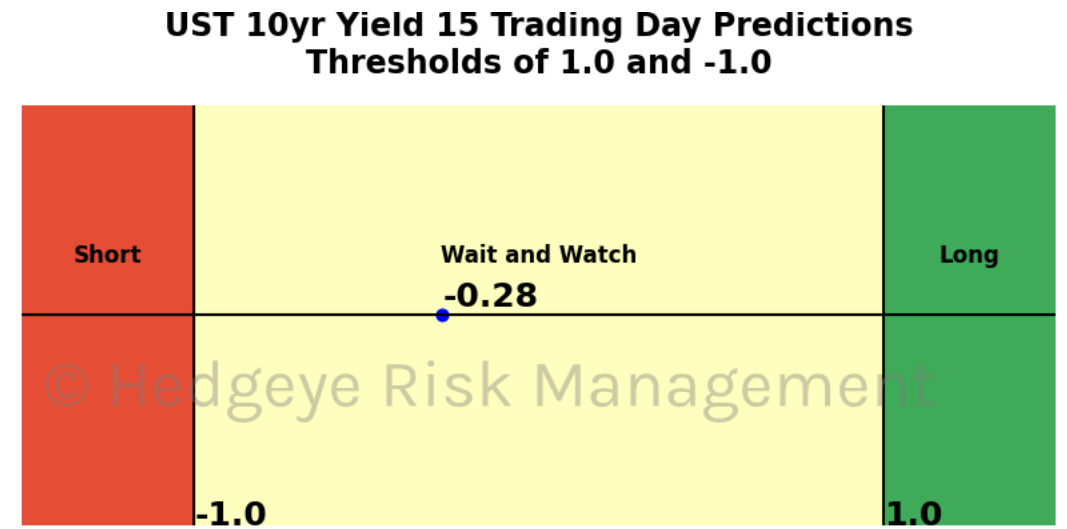 UST 10yr Yield 15 Trading Day Predictions
Thresholds of 1.0 and -1.0
Short
Wait and Watch
Long
-0.28
© Hedgeye Risk Management
-1.0
1.0